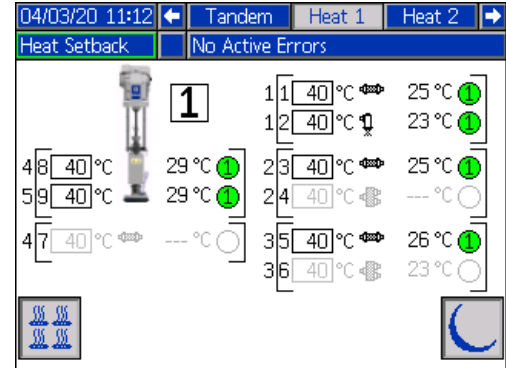 04/03/20 11:12 Tandem Heat 1 Heat 2
Heat Setback No Active Errors
1
1 1 40 °C 25 °C 1
1 2 40 °C 23 °C 1
4 8 40 °C 29 °C 1
5 9 40 °C 29 °C 1
2 3 40 °C 25 °C 1
2 4 40 °C --- °C
4 7 40 °C --- °C
3 5 40 °C 26 °C 1
3 6 40 °C 23 °C